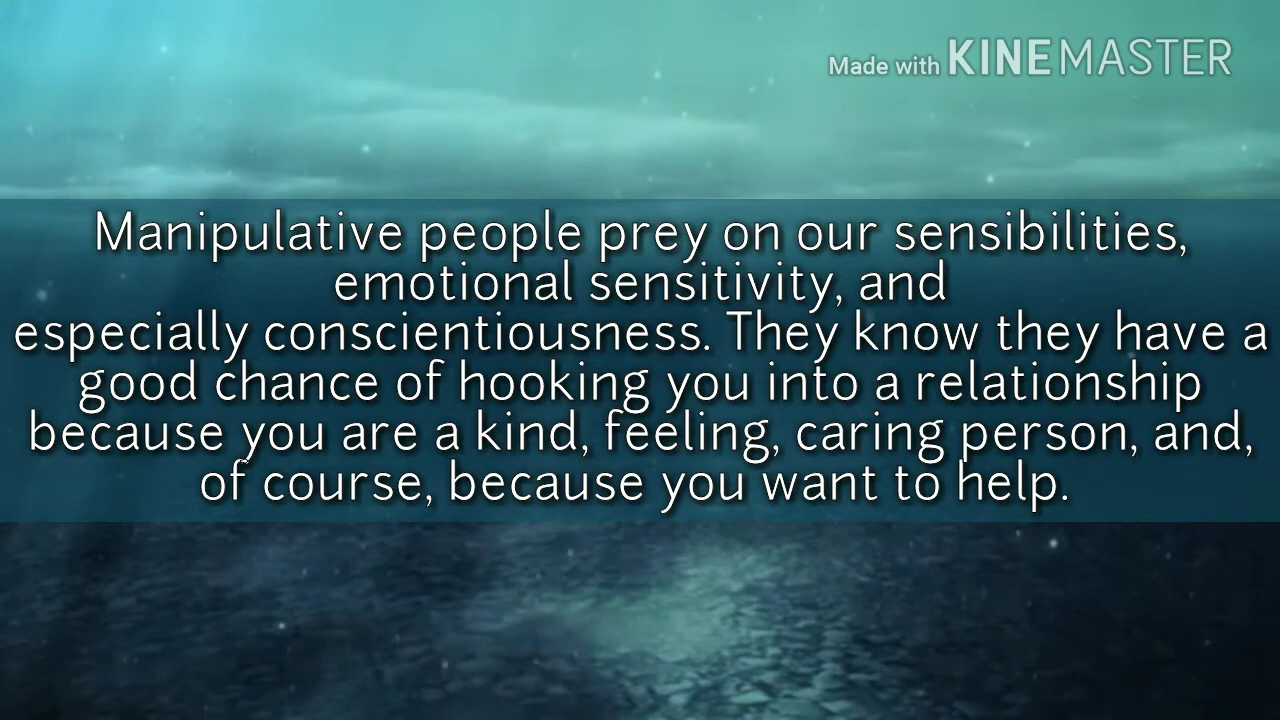 Made with KINEMASTER
Manipulative people prey on our sensibilities,
emotional sensitivity, and
especially conscientiousness. They know they have a
good chance of hooking you into a relationship
because you are a kind, feeling, caring person, and,
of course, because you want to help.